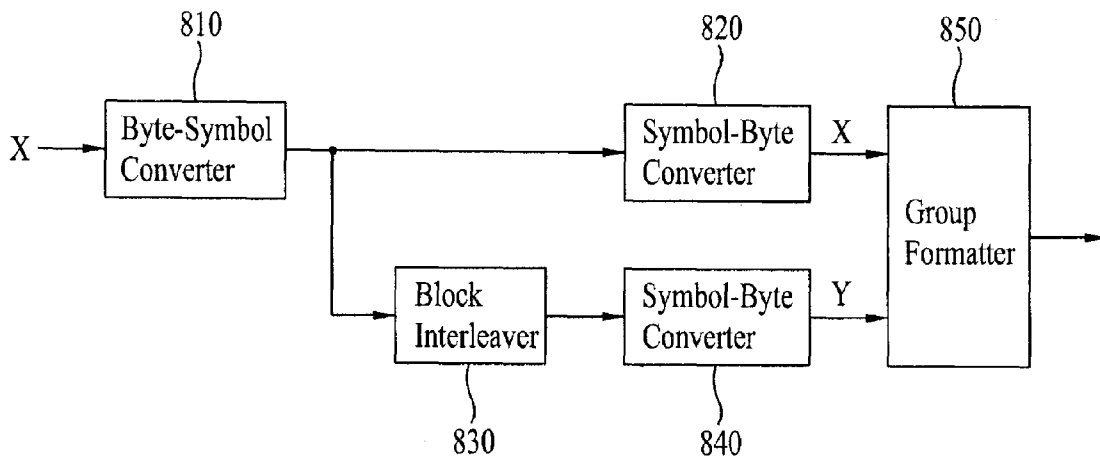 810
820
850
X
Byte-Symbol
Converter
Symbol-Byte
Converter
X
Group
Formatter
Block
Interleaver
Symbol-Byte
Converter
Y
830
840